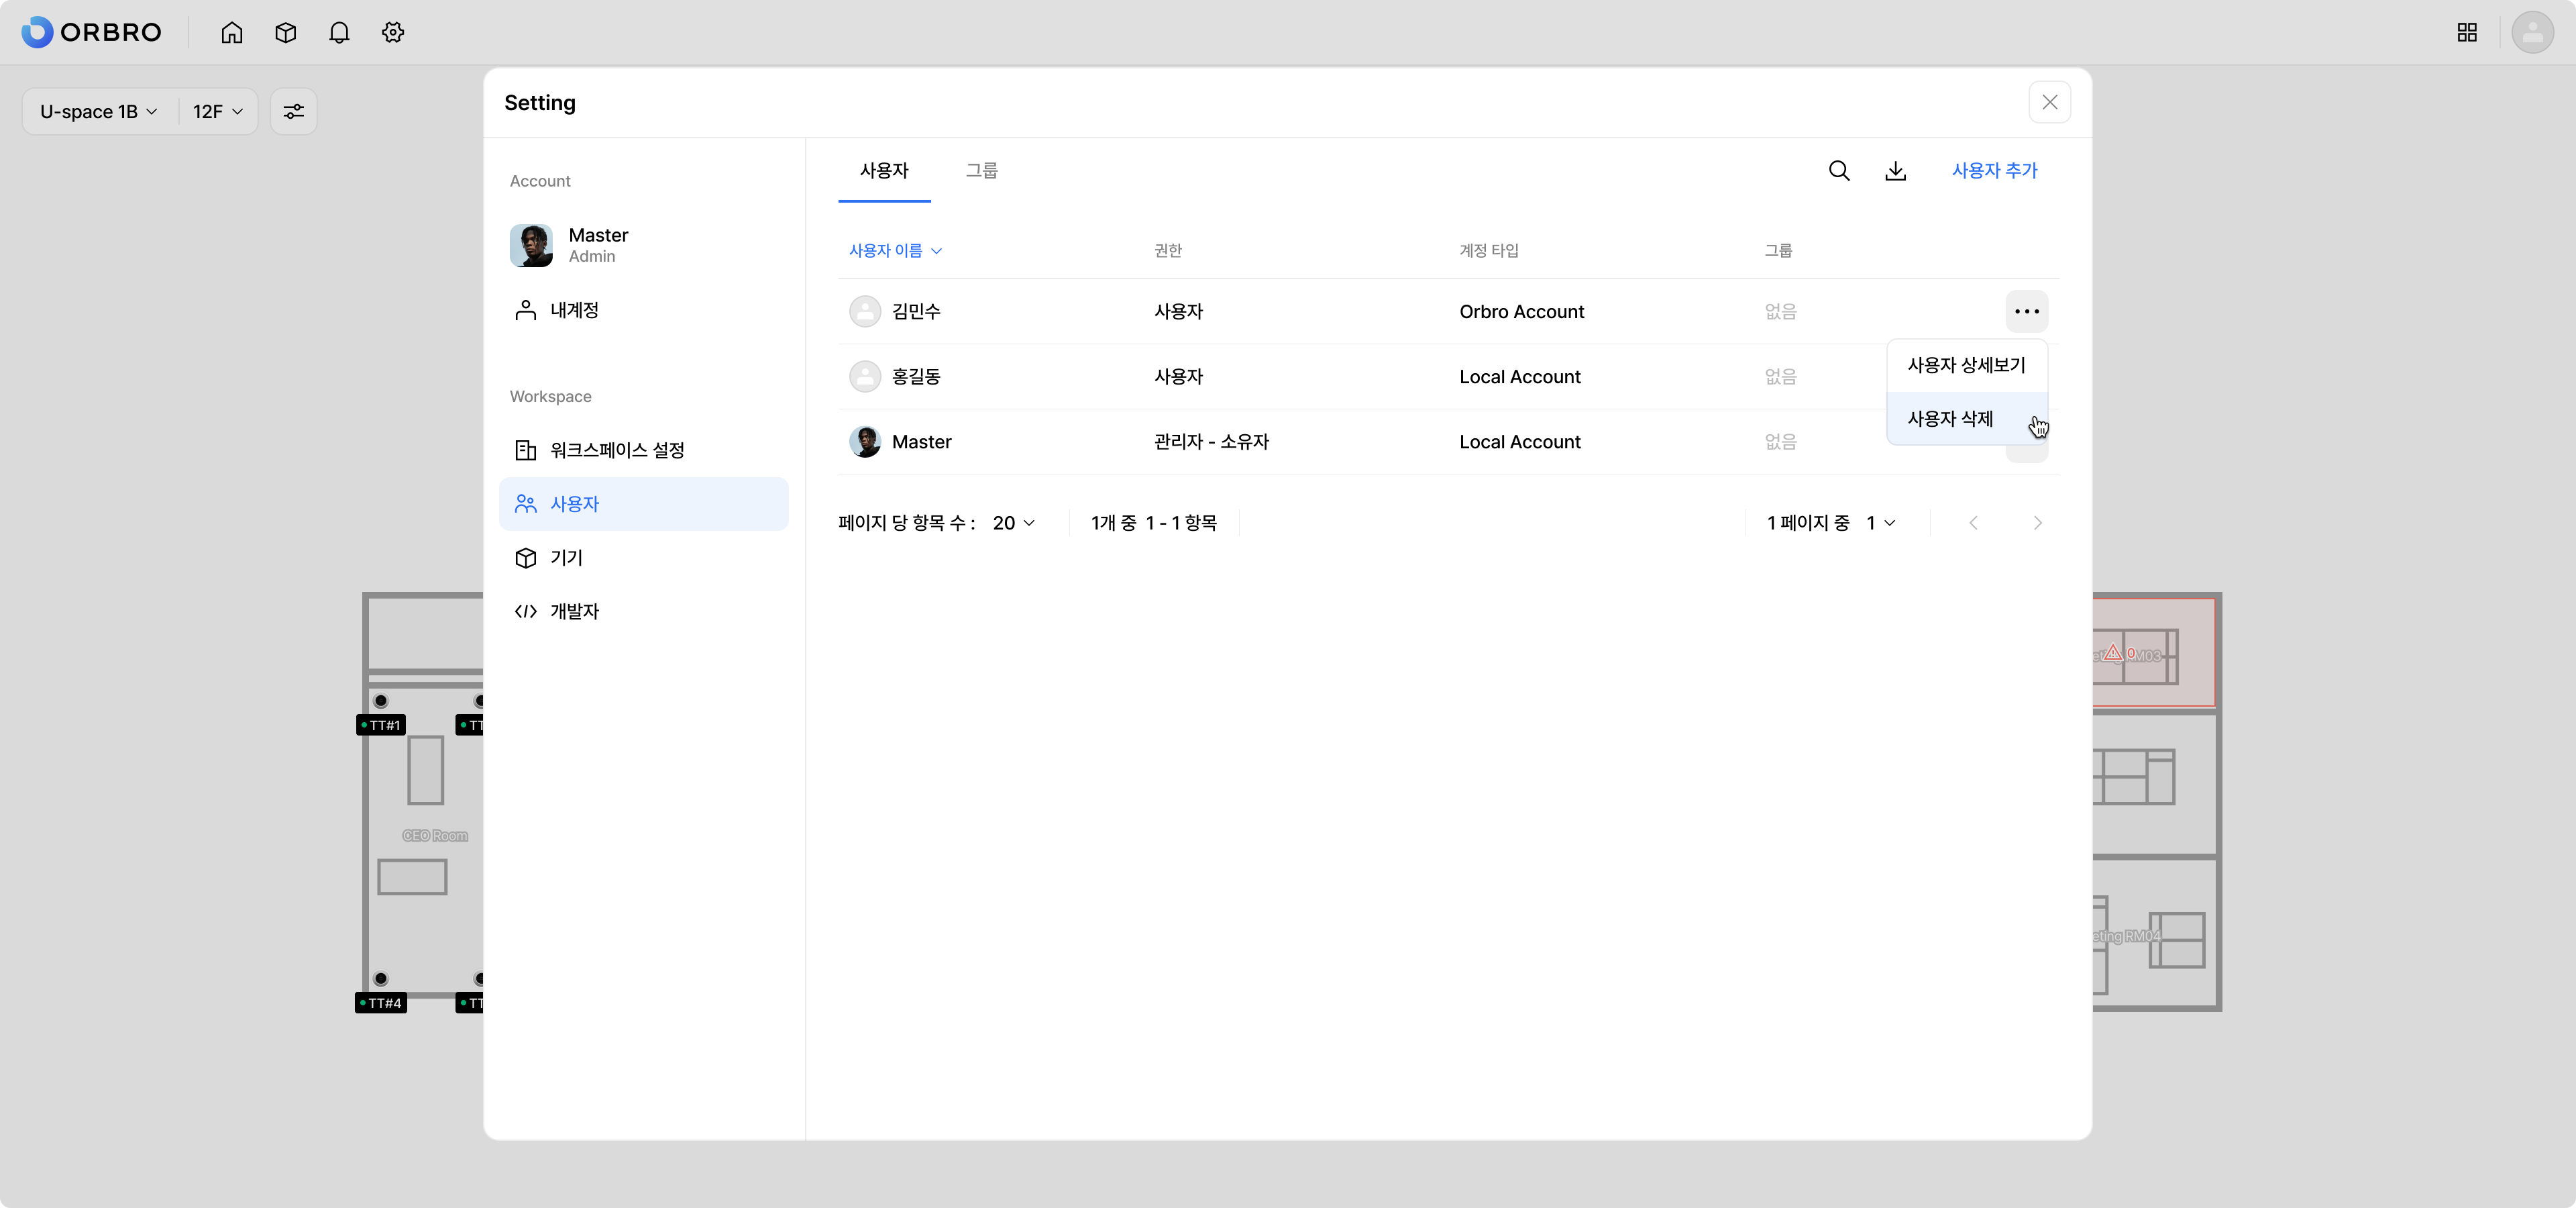 ORBRO
U-space 1B 12F
Setting
Account
Master
Admin
내계정
Workspace
워크스페이스 설정
사용자
기기
개발자
사용자 그룹 사용자 추가
사용자 이름 권한 계정 타입 그룹
김민수 사용자 Orbro Account 없음
홍길동 사용자 Local Account 없음
Master 관리자 - 소유자 Local Account 없음
사용자 상세보기
사용자 삭제
페이지 당 항목 수 : 20 1개 중 1 - 1 항목 1 페이지 중 1
TT#1 TT
CEO Room
TT#4 TT
0
RM03
eting RM04